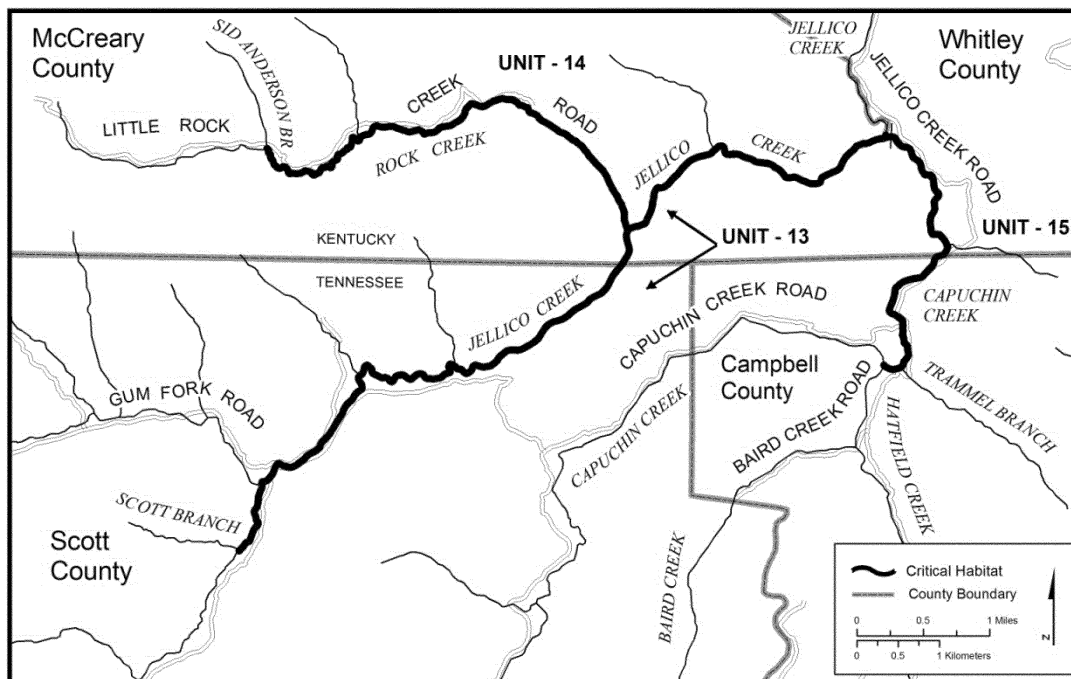 McCreary
County
SID ANDERSON BR
UNIT - 14
JELLICO
CREEK
Whitley
County
JELLICO CREEK ROAD
LITTLE ROCK
CREEK
ROAD
ROCK CREEK
JELLICO
CREEK
UNIT - 13
UNIT - 15
KENTUCKY
TENNESSEE
JELLICO CREEK
CAPUCHIN CREEK ROAD
CAPUCHIN
CREEK
GUM FORK ROAD
CAPUCHIN CREEK
Campbell
County
BAIRD CREEK ROAD
HATFIELD CREEK
TRAMMEL BRANCH
SCOTT BRANCH
Scott
County
BAIRD CREEK
Critical Habitat
County Boundary
0 0.5 1 Miles
0 0.5 1 Kilometers
N